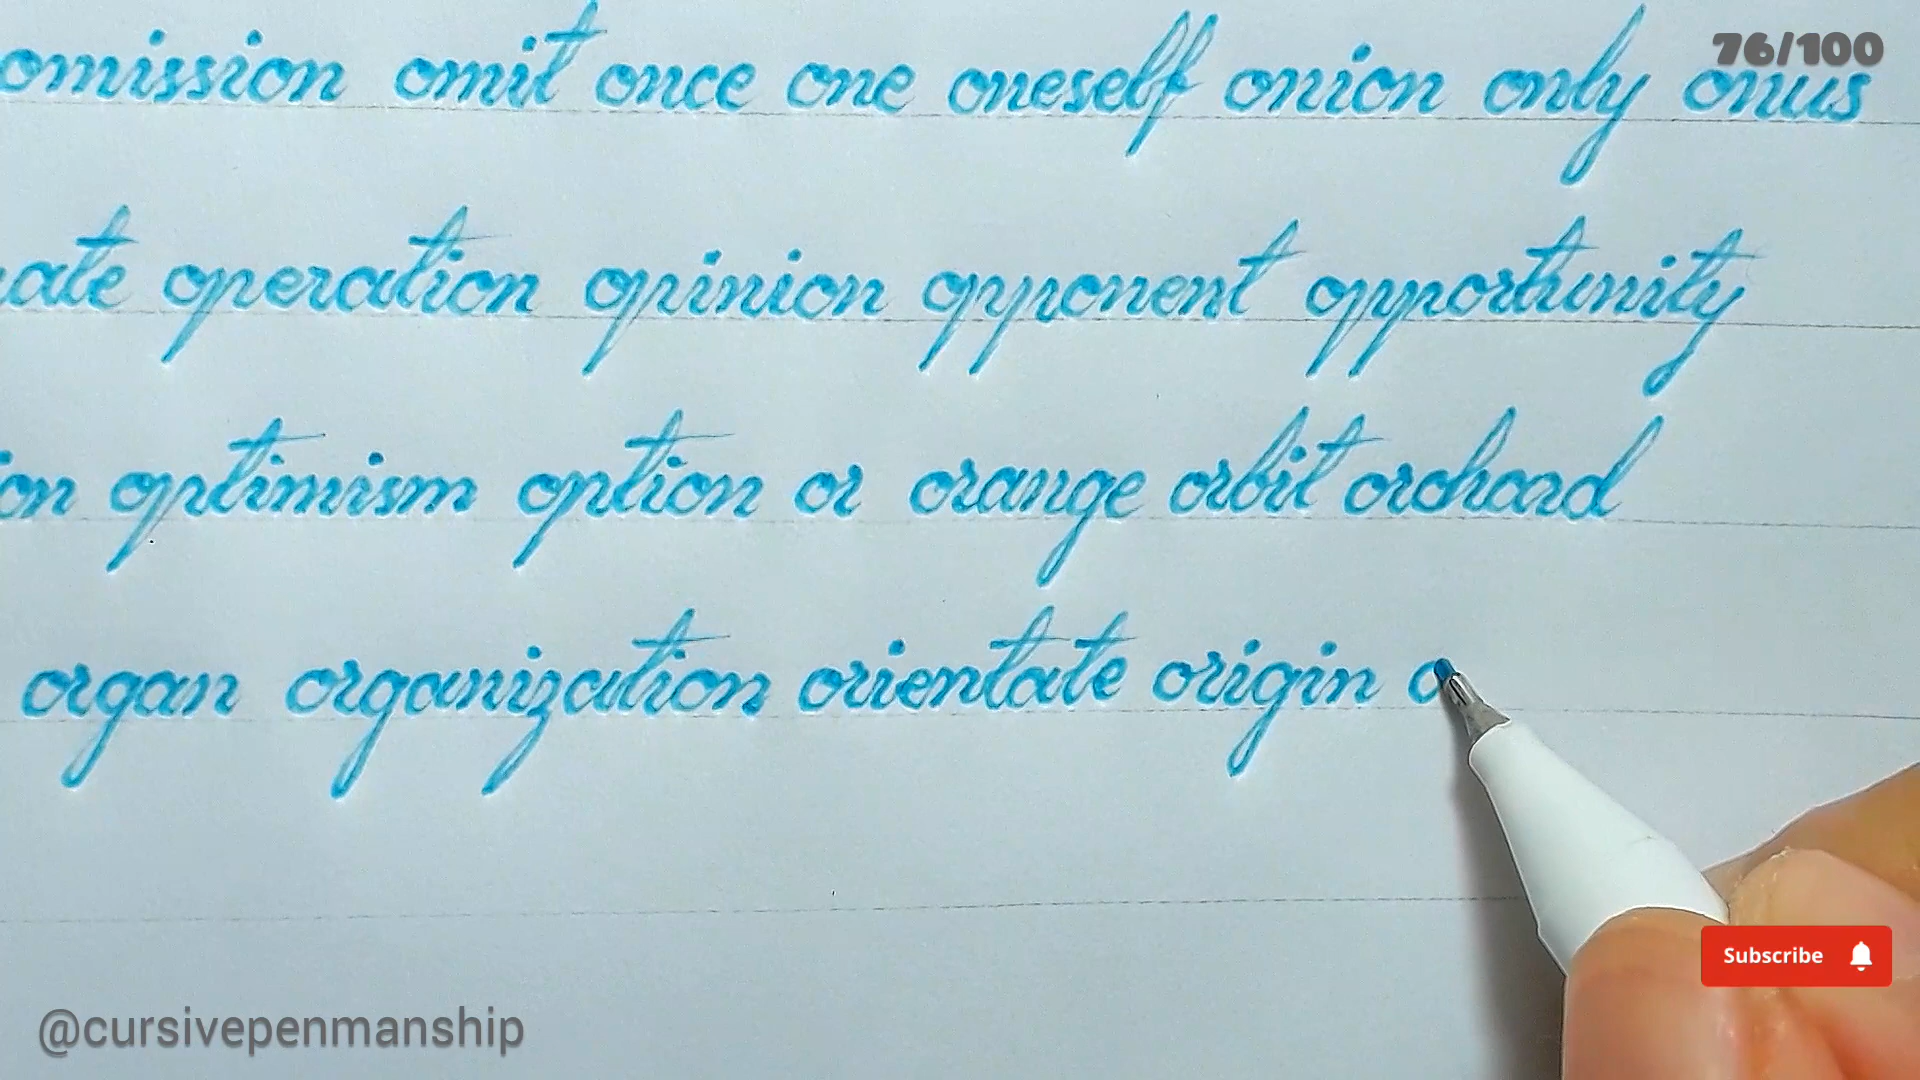 76/100
omission omit once one oneself onion only onus
ate operation opinion opponent opportunity
on optimism option or orange orbit orchard
organ organization orientate origin o
Subscribe
@cursivepenmanship